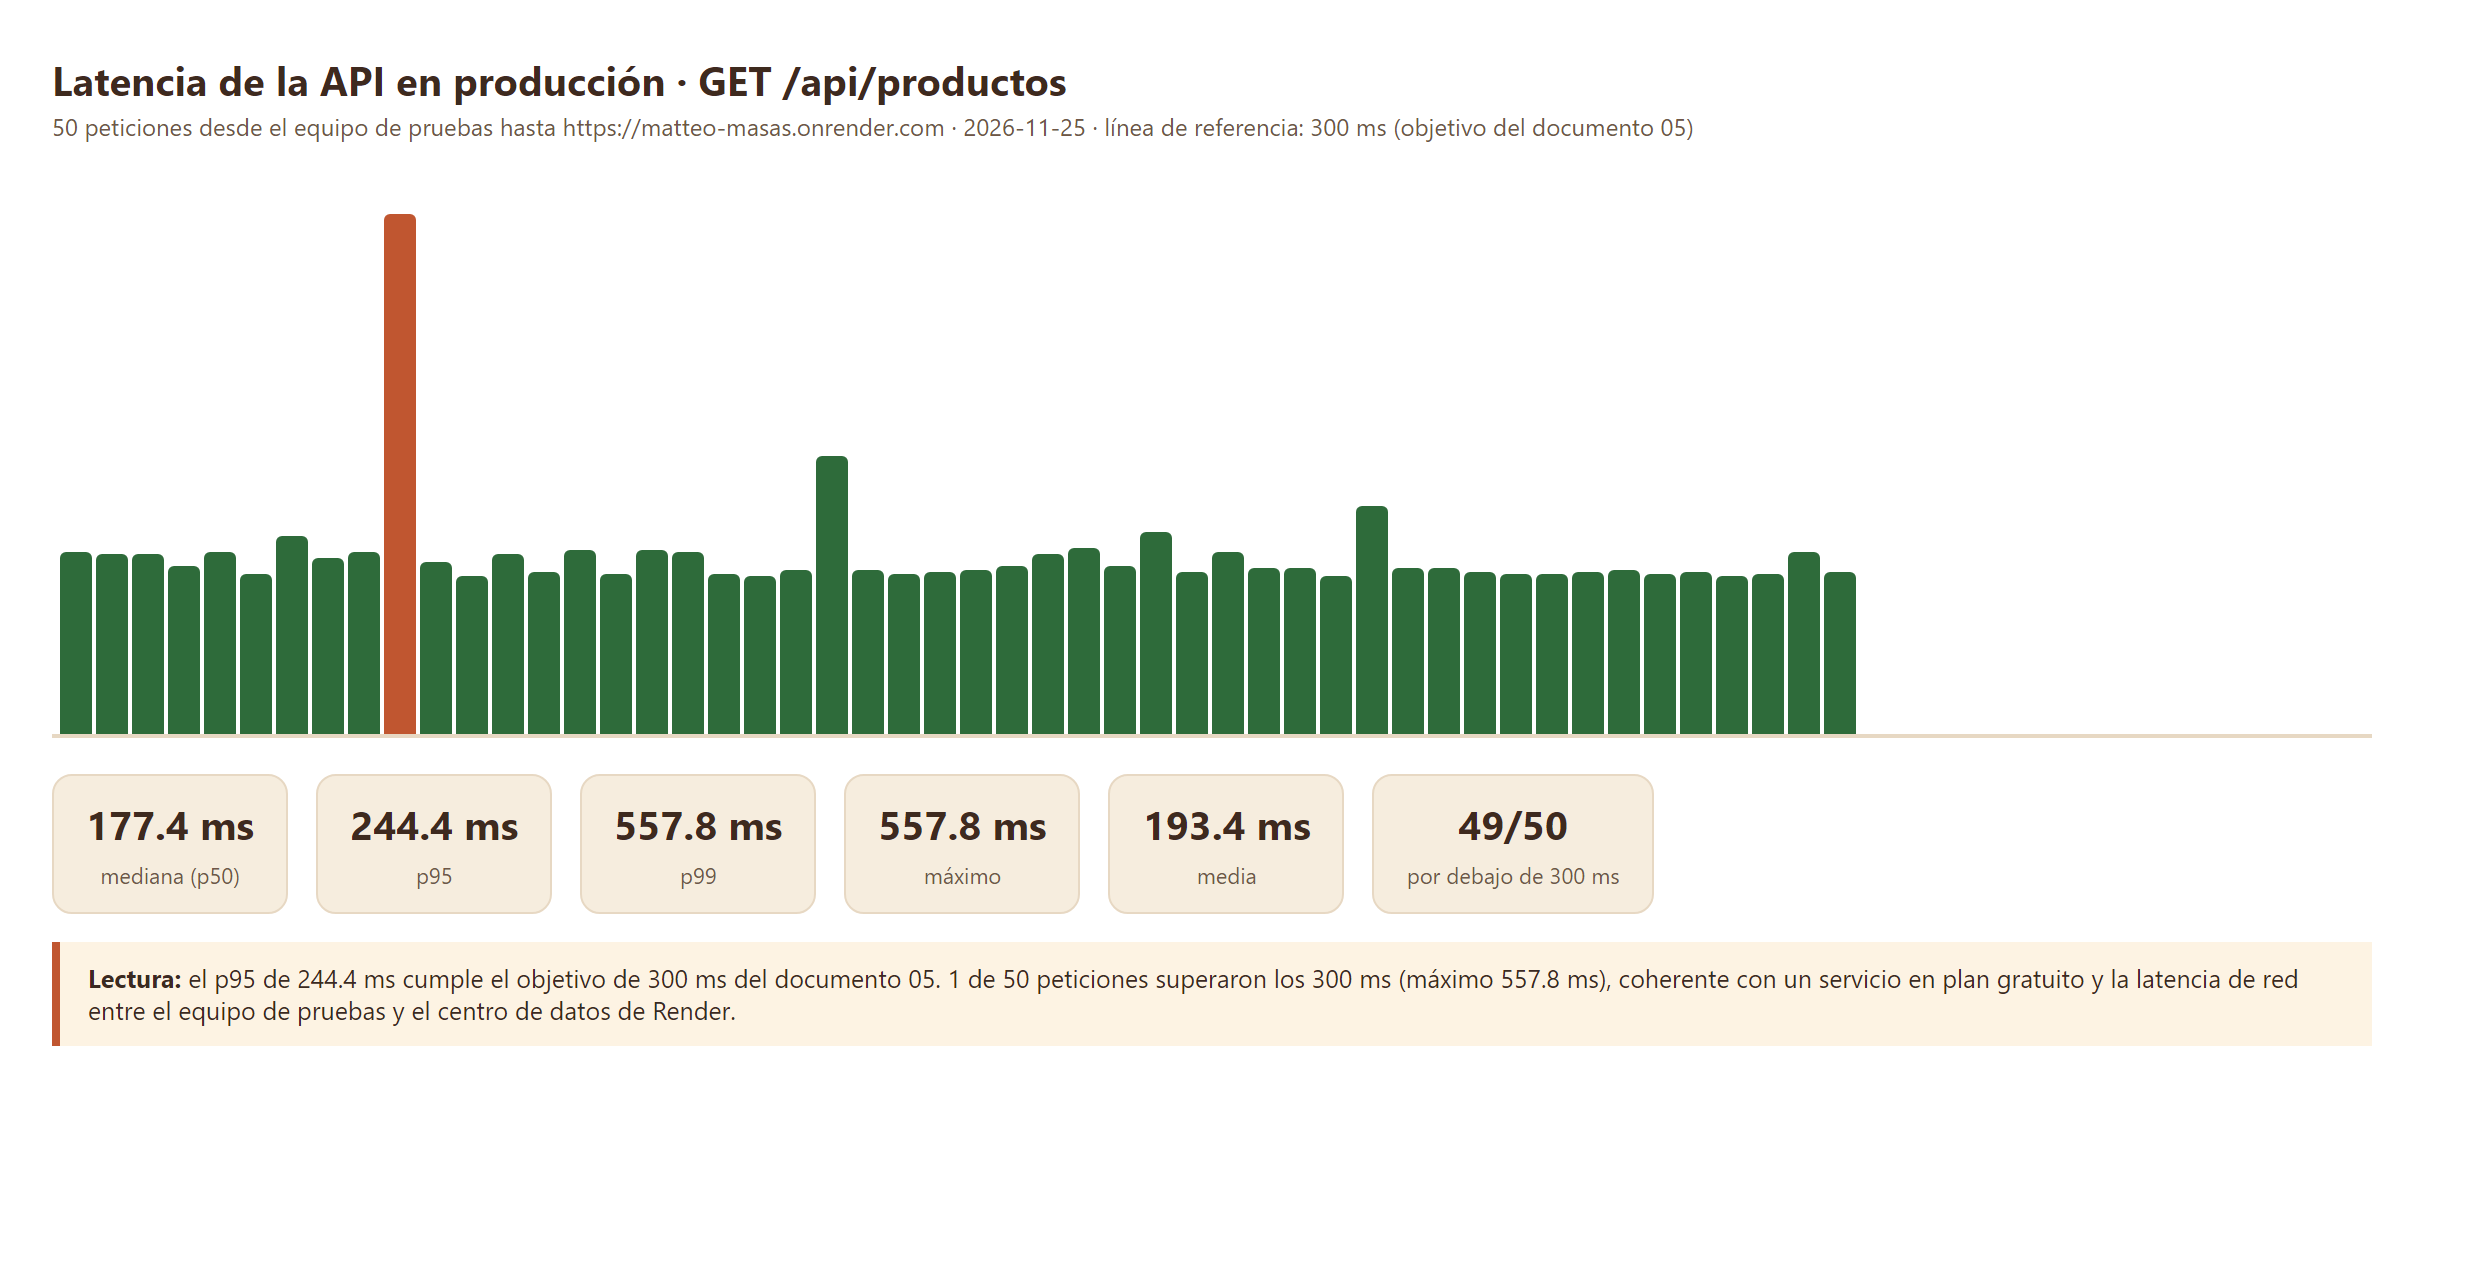 Latencia de la API en producción · GET /api/productos
50 peticiones desde el equipo de pruebas hasta https://matteo-masas.onrender.com · 2026-11-25 · línea de referencia: 300 ms (objetivo del documento 05)
177.4 ms
mediana (p50)
244.4 ms
p95
557.8 ms
p99
557.8 ms
máximo
193.4 ms
media
49/50
por debajo de 300 ms
Lectura: el p95 de 244.4 ms cumple el objetivo de 300 ms del documento 05. 1 de 50 peticiones superaron los 300 ms (máximo 557.8 ms), coherente con un servicio en plan gratuito y la latencia de red
entre el equipo de pruebas y el centro de datos de Render.